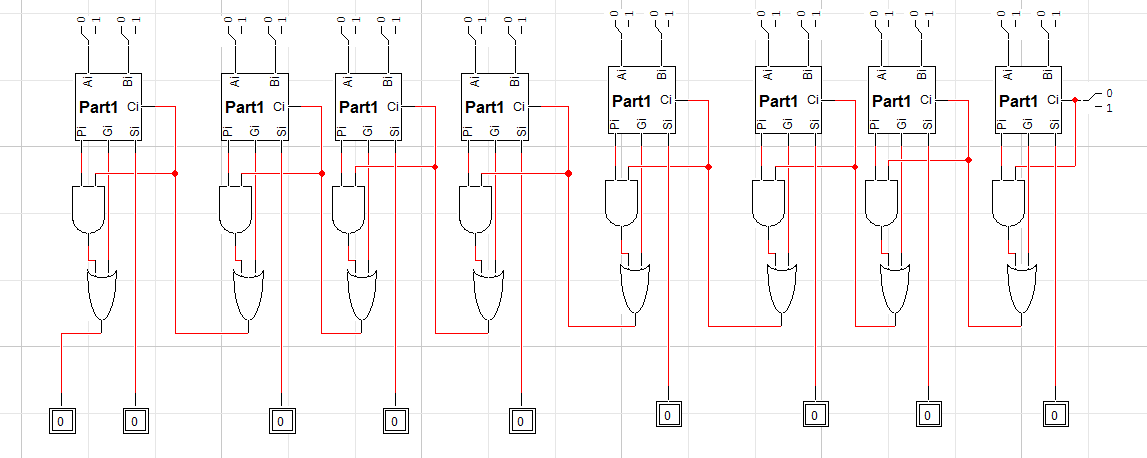 0 1 0 1 0 1 0 1 0 1 0 1 0 1 0 1 0 1 0 1 0 1 0 1 0 1 0 1 0 1 0 1
Ai Bi Ai Bi Ai Bi Ai Bi Ai Bi Ai Bi Ai Bi Ai Bi
Part1 Ci Part1 Ci Part1 Ci Part1 Ci Part1 Ci Part1 Ci Part1 Ci Part1 Ci 0
1
Pi Gi Si Pi Gi Si Pi Gi Si Pi Gi Si Pi Gi Si Pi Gi Si Pi Gi Si Pi Gi Si
0 0 0 0 0 0 0 0 0